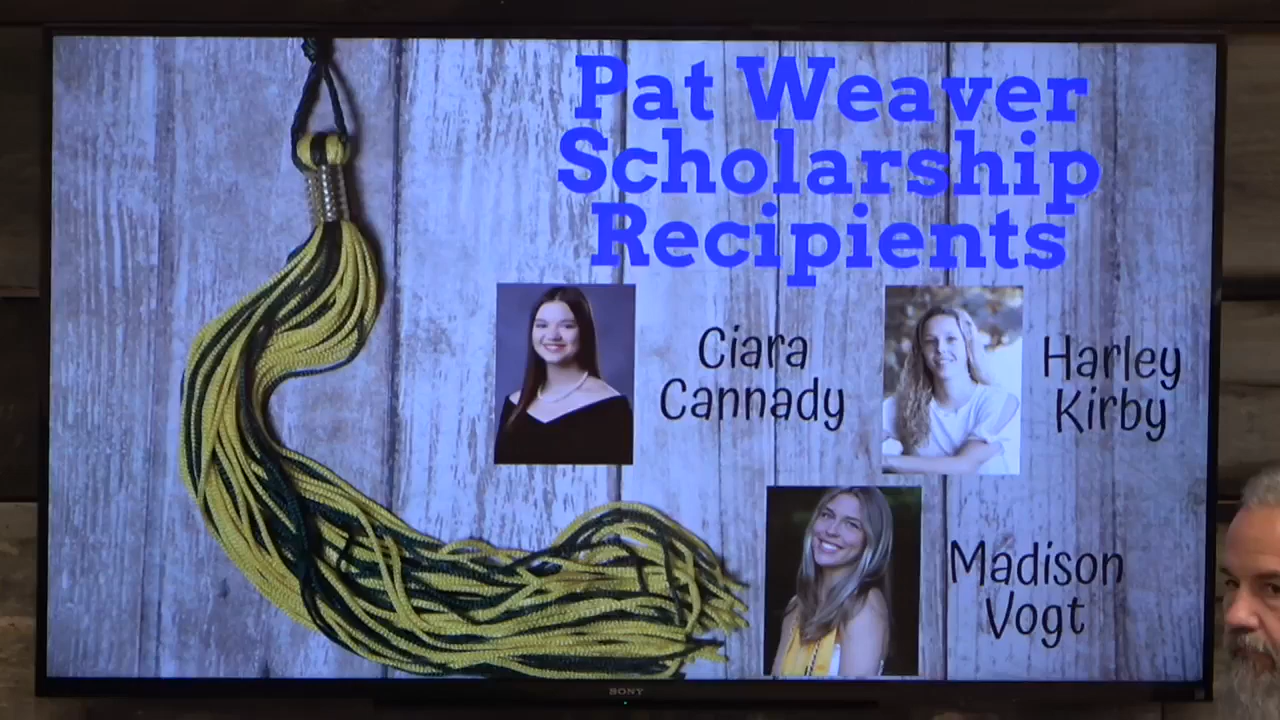 Pat Weaver
Scholarship
Recipients
Ciara
Cannady
Harley
Kirby
Madison
Vogt
SONY